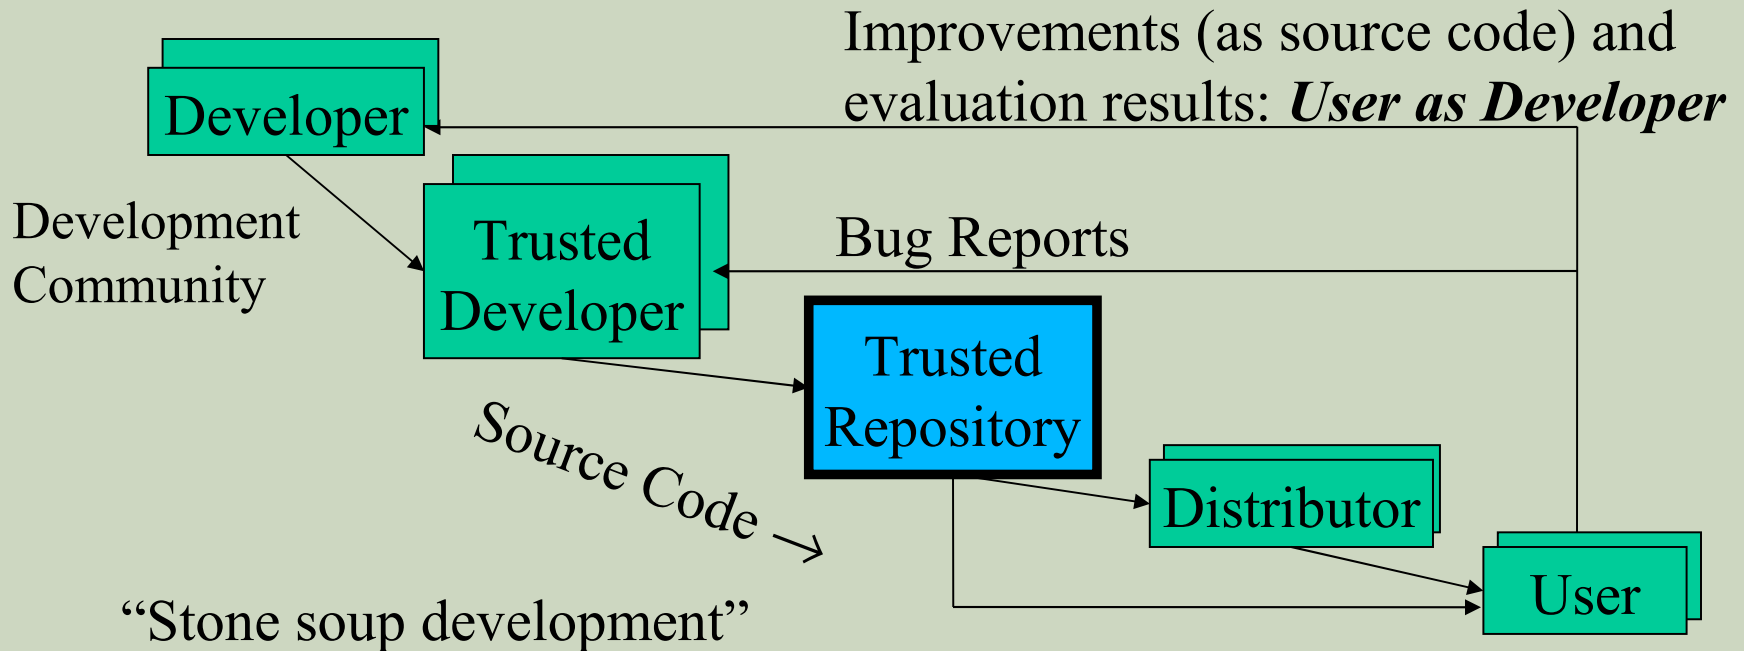 Improvements (as source code) and
evaluation results: User as Developer
Developer
Development
Community
Trusted
Developer
Bug Reports
Trusted
Repository
Source Code →
Distributor
User
“Stone soup development”